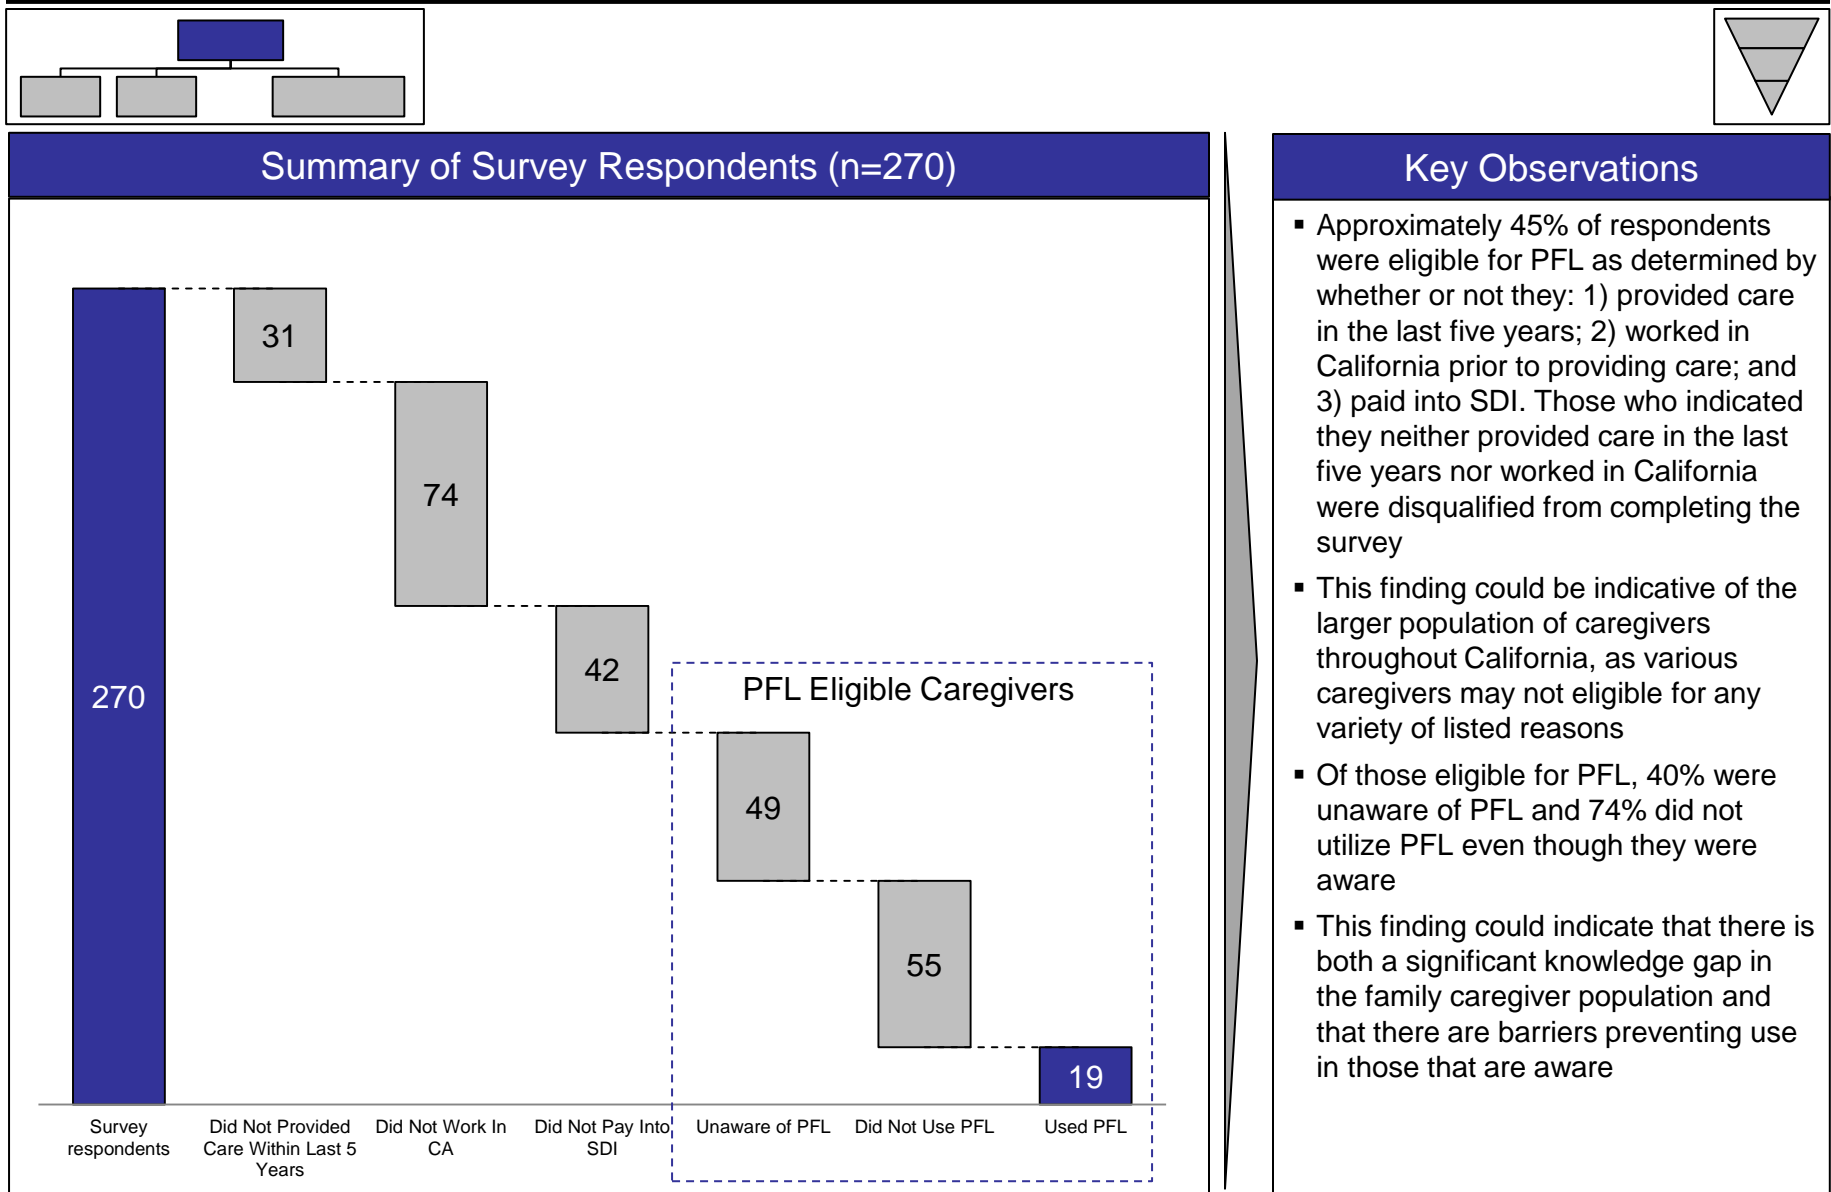 Summary of Survey Respondents (n=270)
270
31
74
42
PFL Eligible Caregivers
49
55
19
Survey
respondents
Did Not Provided
Care Within Last 5
Years
Did Not Work In
CA
Did Not Pay Into
SDI
Unaware of PFL
Did Not Use PFL
Used PFL
Key Observations
▪ Approximately 45% of respondents
were eligible for PFL as determined by
whether or not they: 1) provided care
in the last five years; 2) worked in
California prior to providing care; and
3) paid into SDI. Those who indicated
they neither provided care in the last
five years nor worked in California
were disqualified from completing the
survey
▪ This finding could be indicative of the
larger population of caregivers
throughout California, as various
caregivers may not eligible for any
variety of listed reasons
▪ Of those eligible for PFL, 40% were
unaware of PFL and 74% did not
utilize PFL even though they were
aware
▪ This finding could indicate that there is
both a significant knowledge gap in
the family caregiver population and
that there are barriers preventing use
in those that are aware